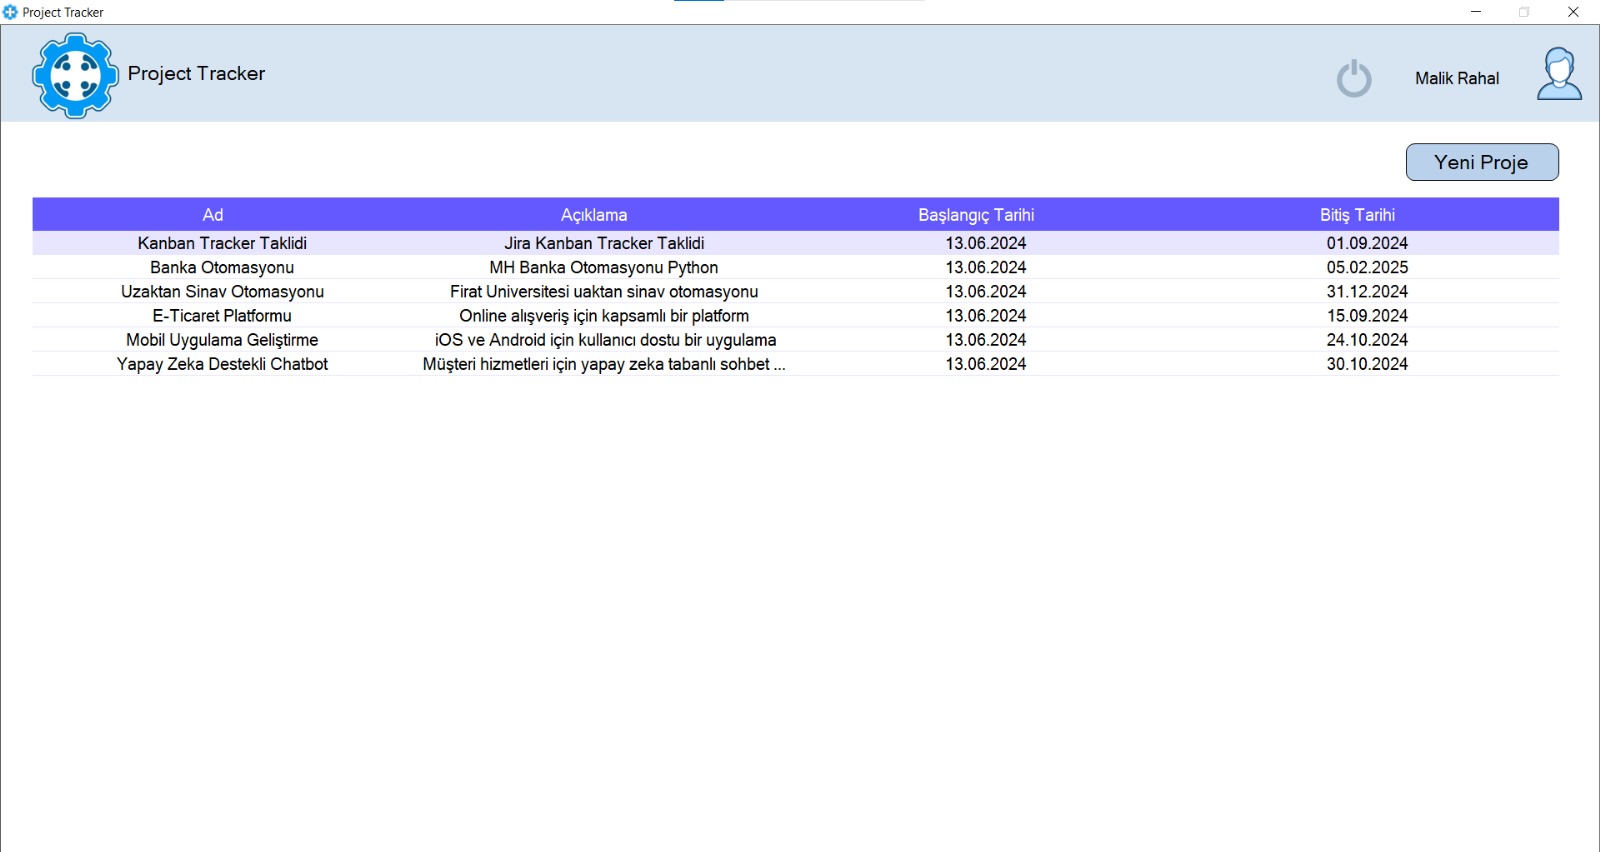 Project Tracker
Project Tracker
Malik Rahal
Yeni Proje
Ad Açıklama Başlangıç Tarihi Bitiş Tarihi
Kanban Tracker Taklidi Jira Kanban Tracker Taklidi 13.06.2024 01.09.2024
Banka Otomasyonu MH Banka Otomasyonu Python 13.06.2024 05.02.2025
Uzaktan Sinav Otomasyonu Firat Universitesi uaktan sinav otomasyonu 13.06.2024 31.12.2024
E-Ticaret Platformu Online alışveriş için kapsamlı bir platform 13.06.2024 15.09.2024
Mobil Uygulama Geliştirme iOS ve Android için kullanıcı dostu bir uygulama 13.06.2024 24.10.2024
Yapay Zeka Destekli Chatbot Müşteri hizmetleri için yapay zeka tabanlı sohbet ... 13.06.2024 30.10.2024